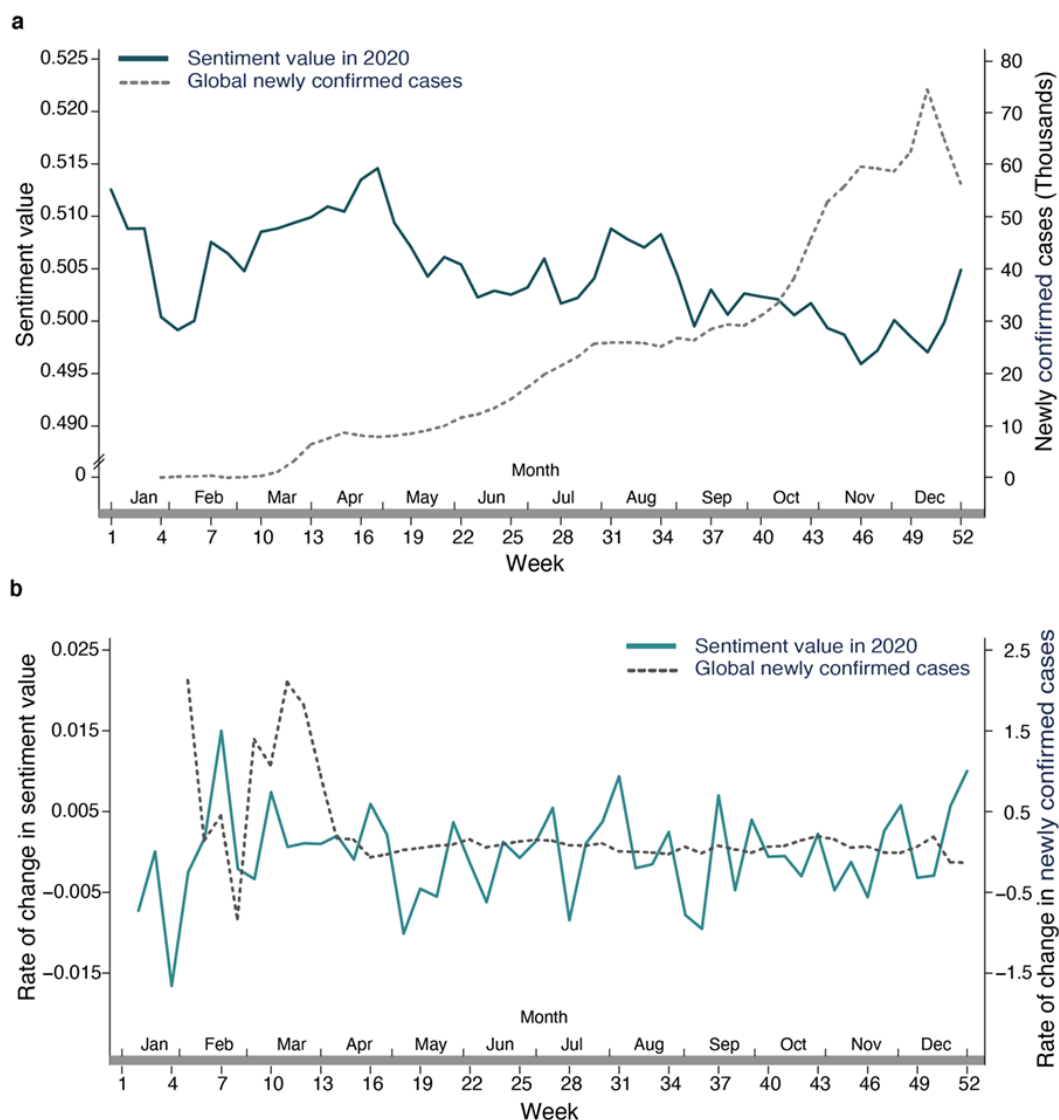 a
Sentiment value in 2020
Global newly confirmed cases
Sentiment value
0.525
0.520
0.515
0.510
0.505
0.500
0.495
0.490
0
80
70
60
50
40
30
20
10
0
Newly confirmed cases (Thousands)
Month
Jan Feb Mar Apr May Jun Jul Aug Sep Oct Nov Dec
1 4 7 10 13 16 19 22 25 28 31 34 37 40 43 46 49 52
Week
b
Sentiment value in 2020
Global newly confirmed cases
Rate of change in sentiment value
0.025
0.015
0.005
−0.005
−0.015
2.5
1.5
0.5
−0.5
−1.5
Rate of change in newly confirmed cases
Month
Jan Feb Mar Apr May Jun Jul Aug Sep Oct Nov Dec
1 4 7 10 13 16 19 22 25 28 31 34 37 40 43 46 49 52
Week